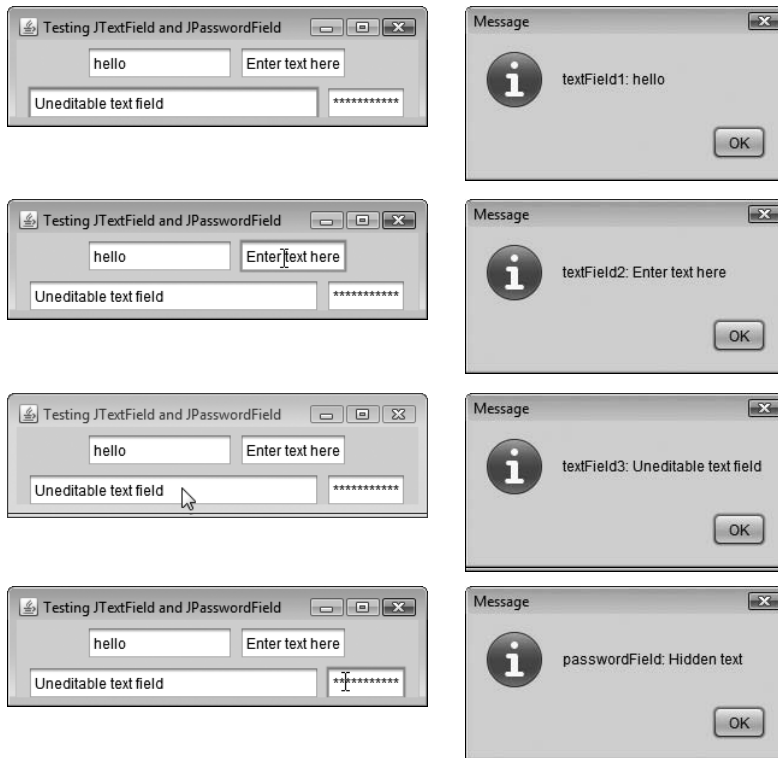 Testing JTextField and JPasswordField
hello
Enter text here
Uneditable text field
***********
Message
textField1: hello
OK
Testing JTextField and JPasswordField
hello
Enter text here
Uneditable text field
***********
Message
textField2: Enter text here
OK
Testing JTextField and JPasswordField
hello
Enter text here
Uneditable text field
***********
Message
textField3: Uneditable text field
OK
Testing JTextField and JPasswordField
hello
Enter text here
Uneditable text field
***********
Message
passwordField: Hidden text
OK